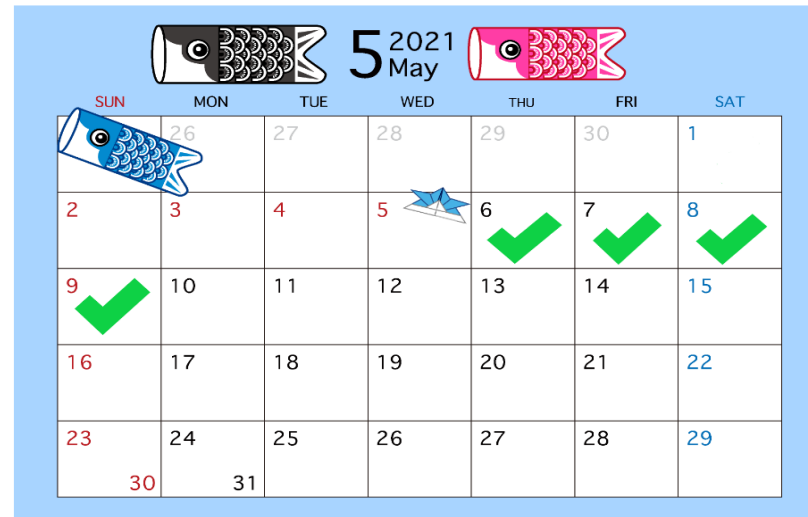 5 2021 May
SUN MON TUE WED THU FRI SAT
26 27 28 29 30 1
2 3 4 5 6 7 8
9 10 11 12 13 14 15
16 17 18 19 20 21 22
23 24 25 26 27 28 29
30 31